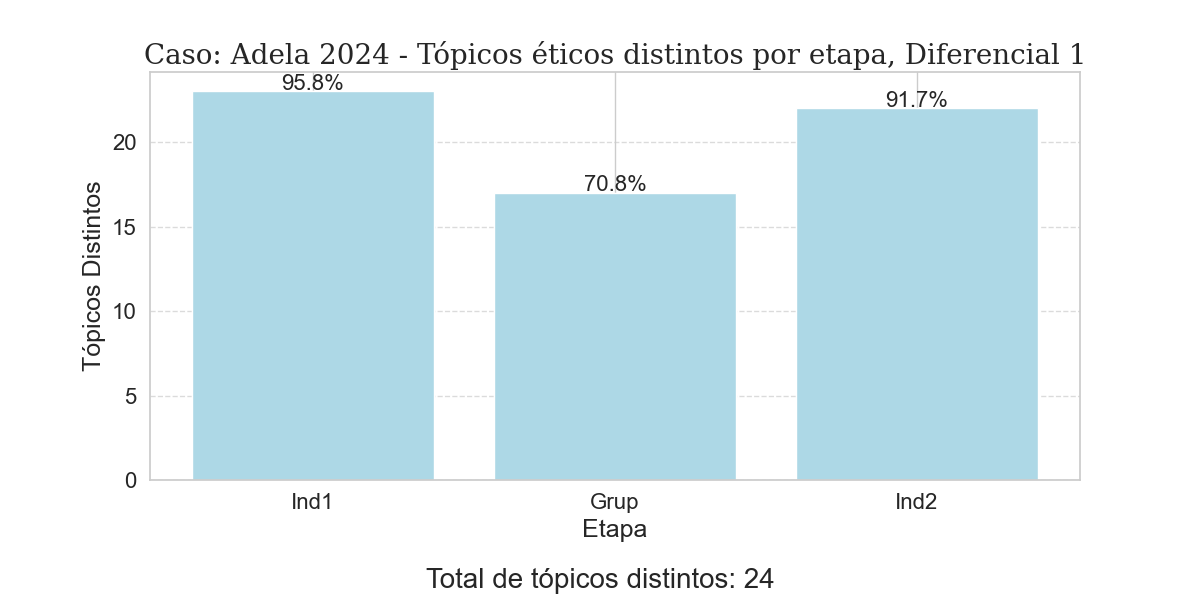 Caso: Adela 2024 - Tópicos éticos distintos por etapa, Diferencial 1
95.8%
91.7%
70.8%
Tópicos Distintos
20
15
10
5
0
Ind1
Grup
Ind2
Etapa
Total de tópicos distintos: 24